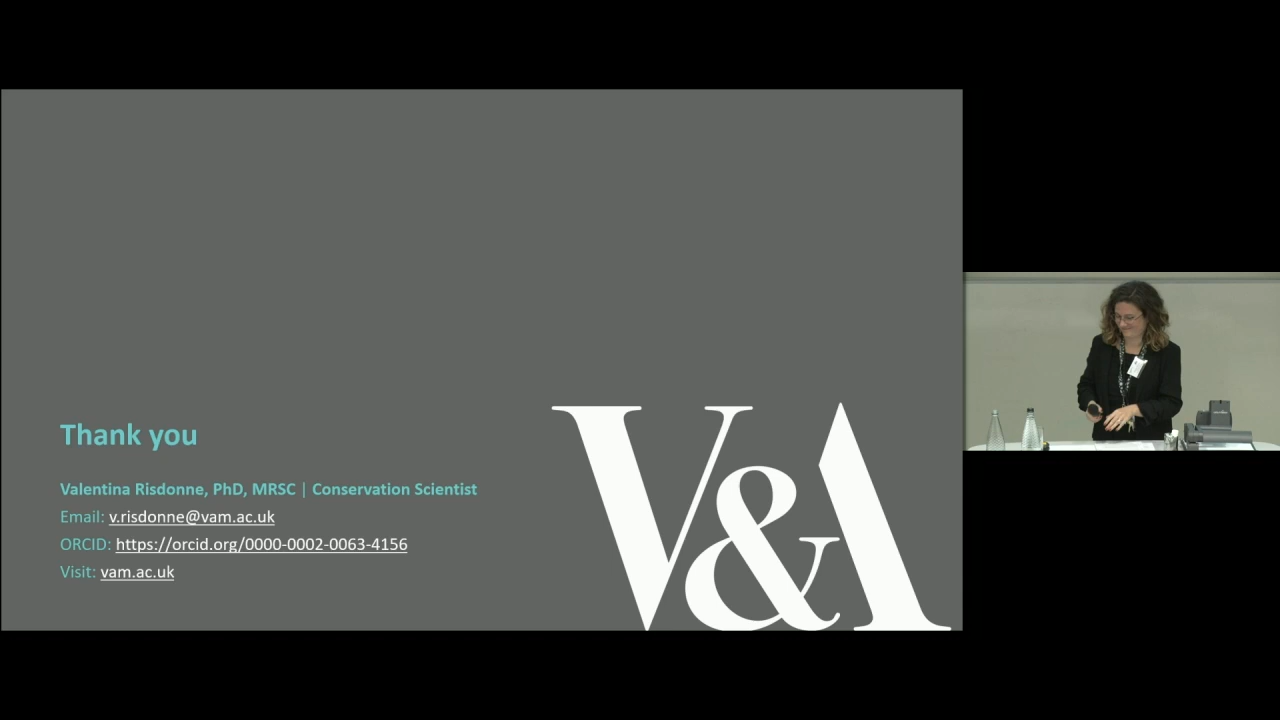 Thank you
Valentina Risdonne, PhD, MRSC | Conservation Scientist
Email: v.risdonne@vam.ac.uk
ORCID: https://orcid.org/0000-0002-0063-4156
Visit: vam.ac.uk
V&A